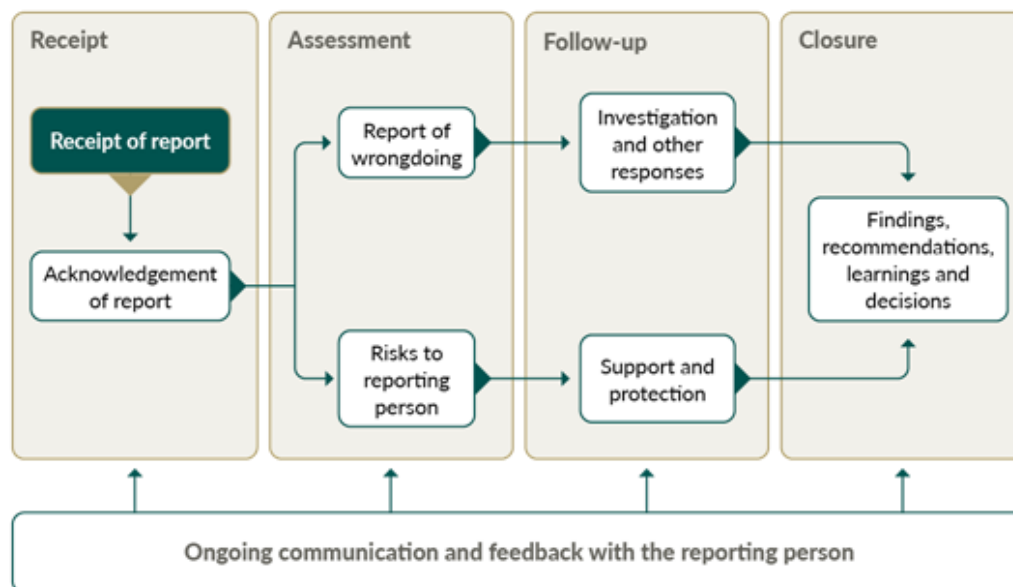 Receipt
Assessment
Follow-up
Closure
Receipt of report
Acknowledgement
of report
Report of
wrongdoing
Risks to
reporting
person
Investigation
and other
responses
Support and
protection
Findings,
recommendations,
learnings and
decisions
Ongoing communication and feedback with the reporting person